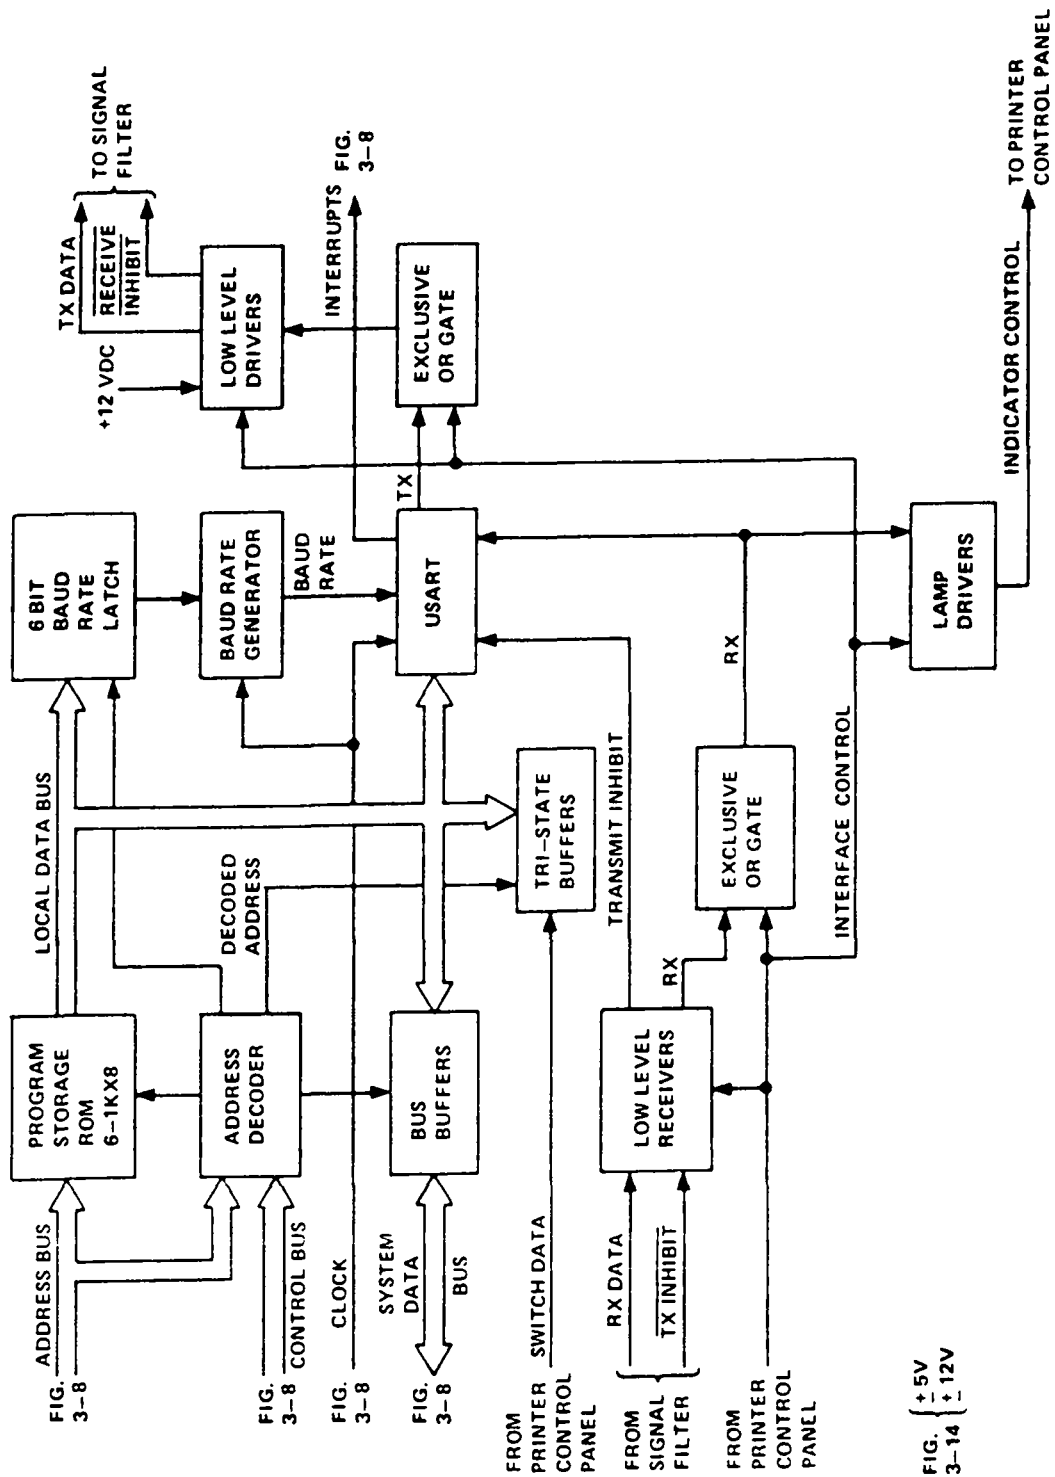 FIG.
3-8
ADDRESS BUS
PROGRAM
STORAGE
ROM
6-1KX8
LOCAL DATA BUS
6 BIT
BAUD
RATE
LATCH
FIG.
3-8
CONTROL BUS
ADDRESS
DECODER
DECODED
ADDRESS
BAUD RATE
GENERATOR
BAUD
RATE
+12 VDC
LOW LEVEL
DRIVERS
TX DATA
RECEIVE
INHIBIT
TO SIGNAL
FILTER
FIG.
3-8
CLOCK
INTERRUPTS
FIG.
3-8
FIG.
3-8
SYSTEM
DATA
BUS
BUS
BUFFERS
USART
TX
EXCLUSIVE
OR GATE
FROM
PRINTER
CONTROL
PANEL
SWITCH DATA
TRI-STATE
BUFFERS
TRANSMIT INHIBIT
FROM
SIGNAL
FILTER
RX DATA
TX INHIBIT
LOW LEVEL
RECEIVERS
RX
EXCLUSIVE
OR GATE
RX
FROM
PRINTER
CONTROL
PANEL
INTERFACE CONTROL
LAMP
DRIVERS
INDICATOR CONTROL
TO PRINTER
CONTROL PANEL
FIG.
3-14
± 5V
± 12V